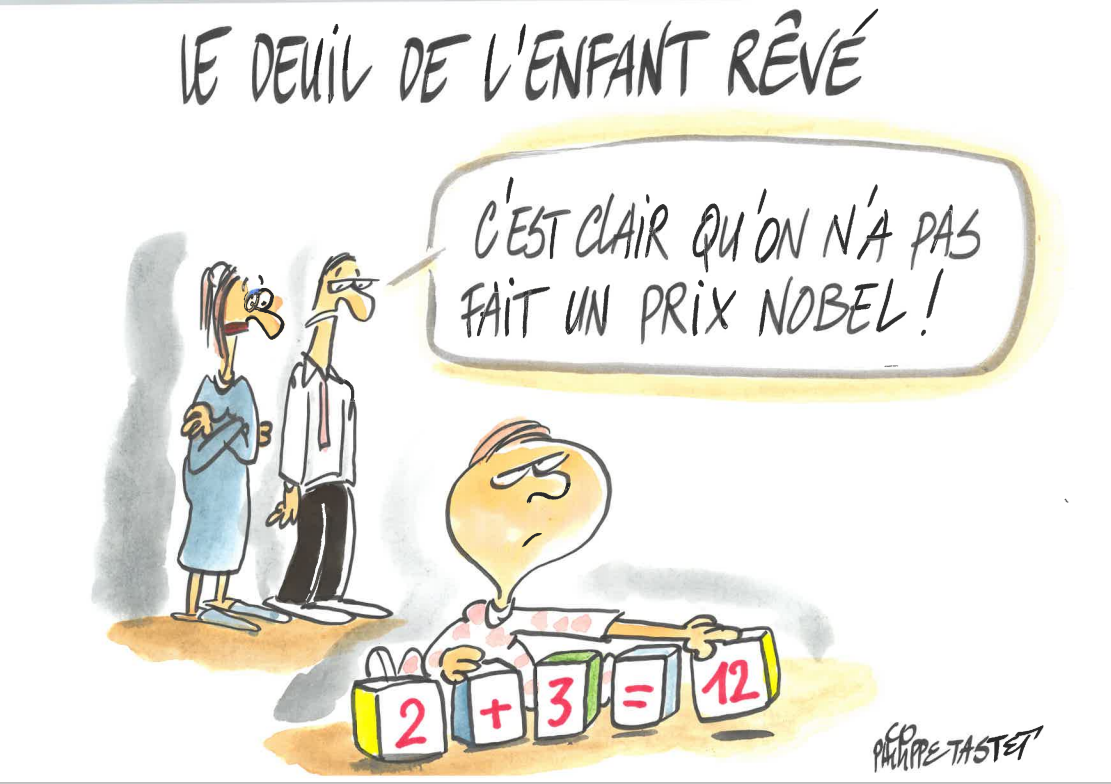 LE DEUIL DE L'ENFANT RÊVÉ
C'EST CLAIR QU'ON N'A PAS
FAIT UN PRIX NOBEL !
2 + 3 = 12
PHILIPPE TASTET